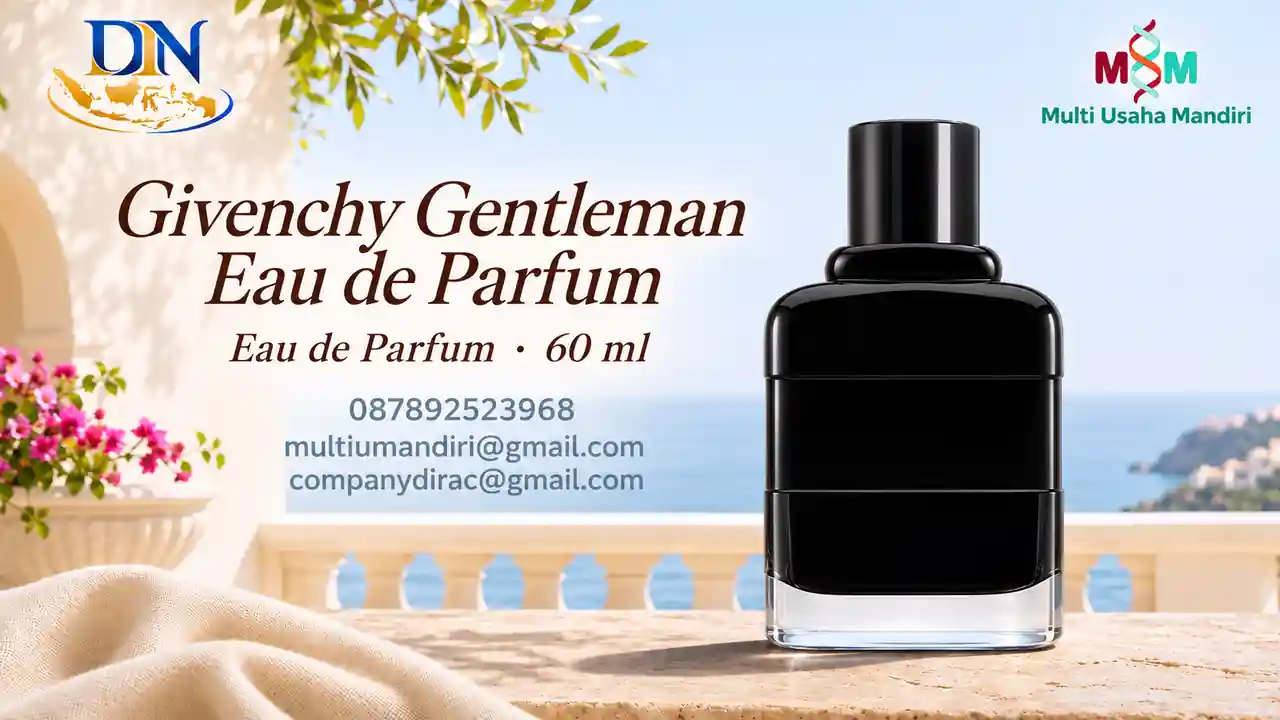 DIN
MSM
Multi Usaha Mandiri
Givenchy Gentleman
Eau de Parfum
Eau de Parfum · 60 ml
087892523968
multiumandiri@gmail.com
companydirac@gmail.com